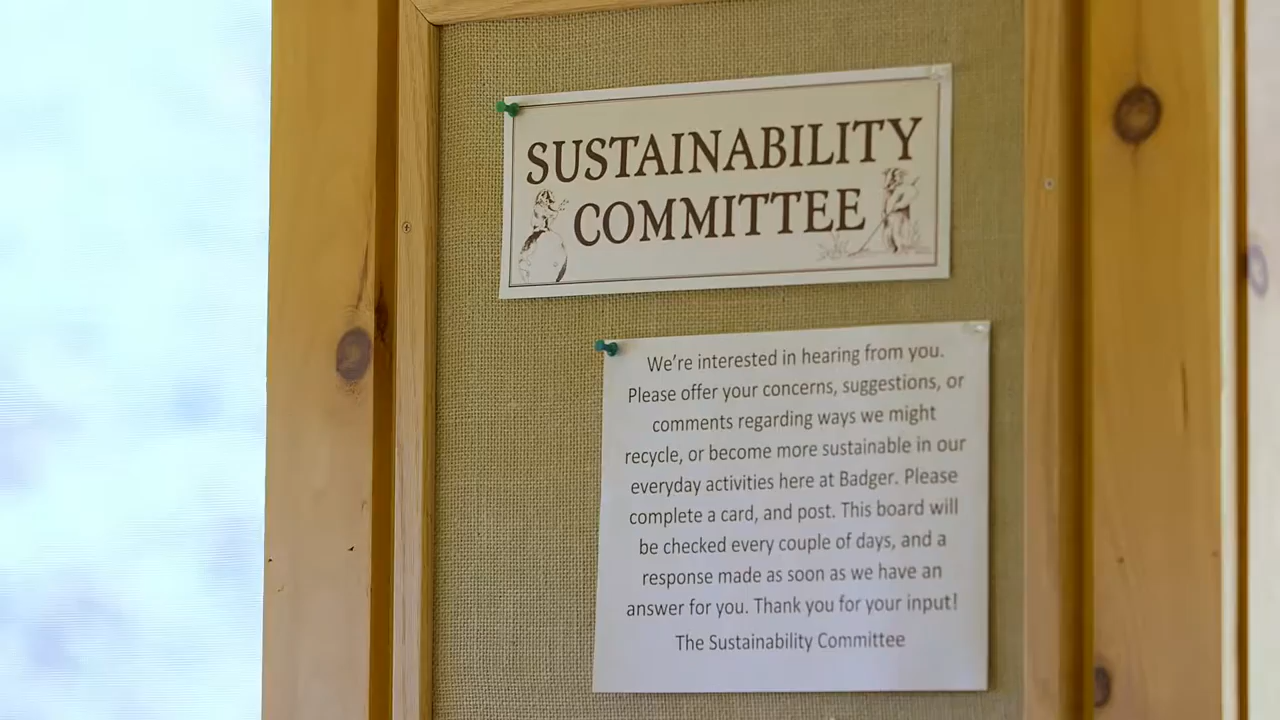 SUSTAINABILITY
COMMITTEE
We're interested in hearing from you.
Please offer your concerns, suggestions, or
comments regarding ways we might
recycle, or become more sustainable in our
everyday activities here at Badger. Please
complete a card, and post. This board will
be checked every couple of days, and a
response made as soon as we have an
answer for you. Thank you for your input!
The Sustainability Committee